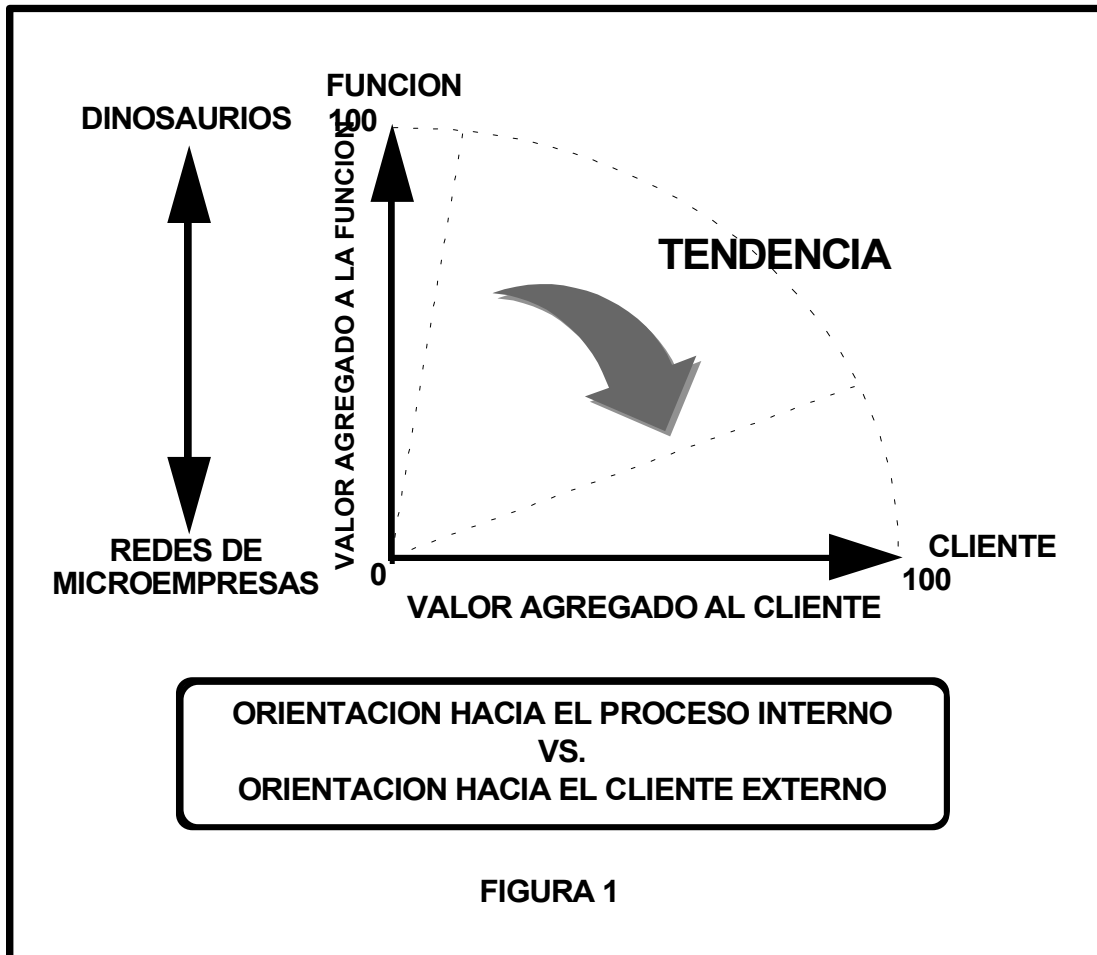 FUNCION
100
DINOSAURIOS
VALOR AGREGADO A LA FUNCION
TENDENCIA
REDES DE
MICROEMPRESAS
0
CLIENTE
100
VALOR AGREGADO AL CLIENTE
ORIENTACION HACIA EL PROCESO INTERNO
VS.
ORIENTACION HACIA EL CLIENTE EXTERNO
FIGURA 1